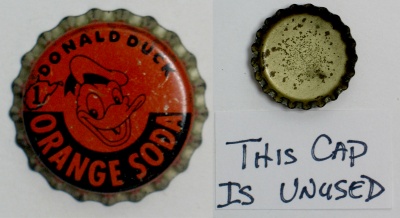 DONALD DUCK
ORANGE SODA
THIS CAP
IS UNUSED